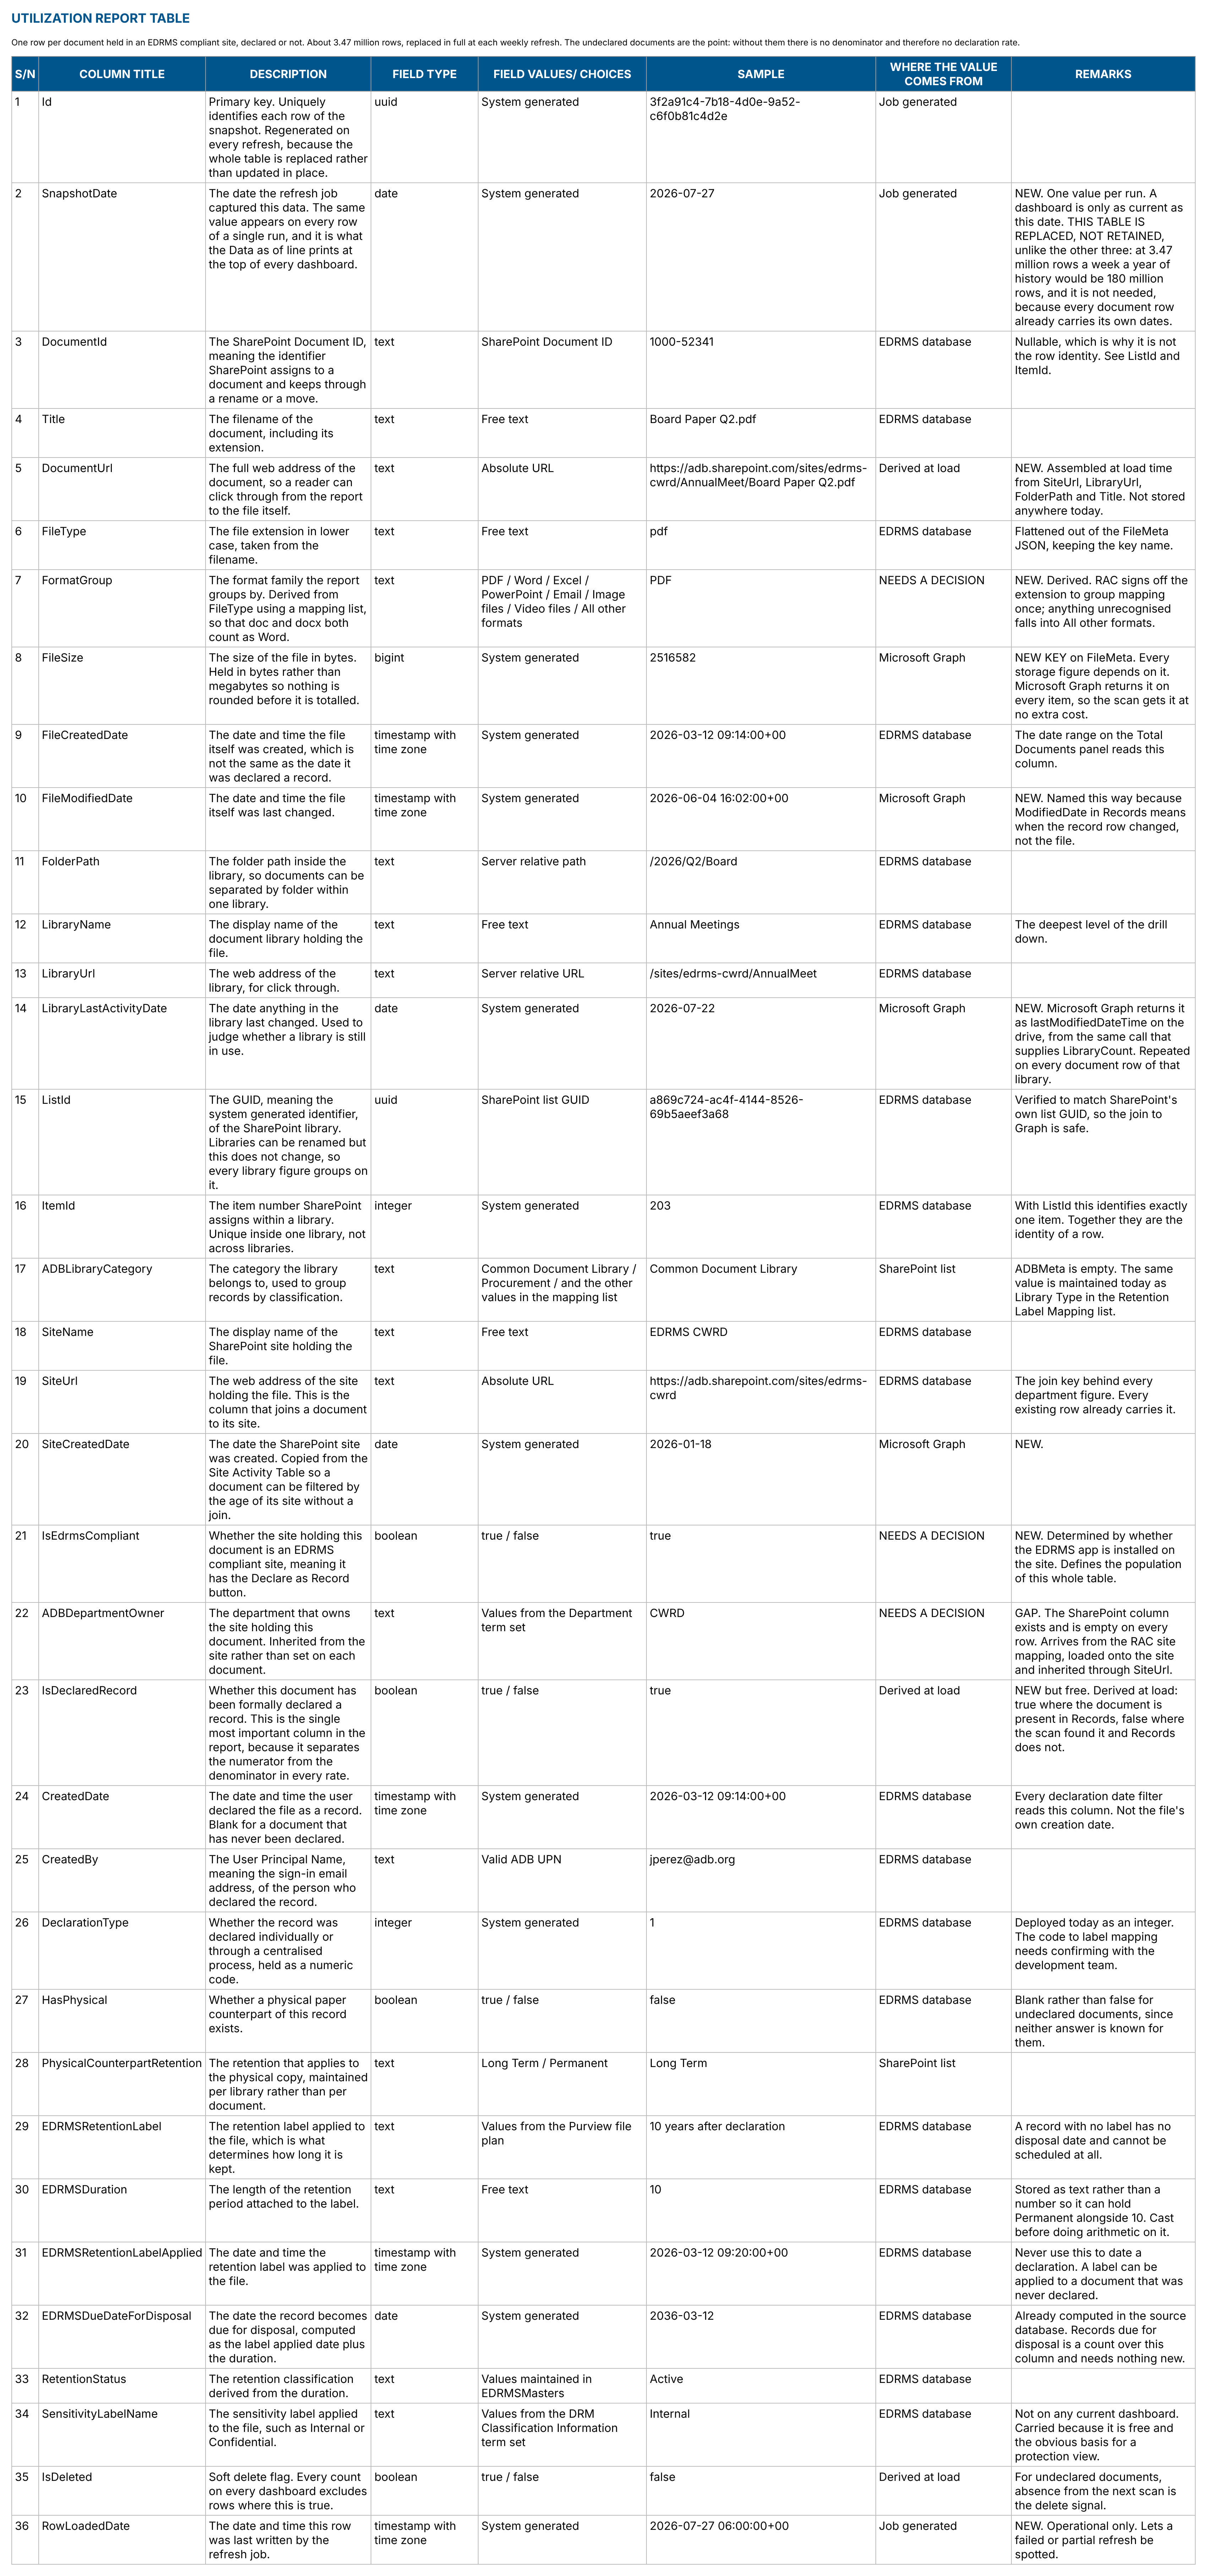 UTILIZATION REPORT TABLE
One row per document held in an EDRMS compliant site, declared or not. About 3.47 million rows, replaced in full at each weekly refresh. The undeclared documents are the point: without them there is no denominator and therefore no declaration rate.
S/N COLUMN TITLE DESCRIPTION FIELD TYPE FIELD VALUES/ CHOICES SAMPLE WHERE THE VALUE COMES FROM REMARKS
1 Id Primary key. Uniquely identifies each row of the snapshot. Regenerated on every refresh, because the whole table is replaced rather than updated in place. uuid System generated 3f2a91c4-7b18-4d0e-9a52-c6f0b81c4d2e Job generated
2 SnapshotDate The date the refresh job captured this data. The same value appears on every row of a single run, and it is what the Data as of line prints at the top of every dashboard. date System generated 2026-07-27 Job generated NEW. One value per run. A dashboard is only as current as this date. THIS TABLE IS REPLACED, NOT RETAINED, unlike the other three: at 3.47 million rows a week a year of history would be 180 million rows, and it is not needed, because every document row already carries its own dates.
3 DocumentId The SharePoint Document ID, meaning the identifier SharePoint assigns to a document and keeps through a rename or a move. text SharePoint Document ID 1000-52341 EDRMS database Nullable, which is why it is not the row identity. See ListId and ItemId.
4 Title The filename of the document, including its extension. text Free text Board Paper Q2.pdf EDRMS database
5 DocumentUrl The full web address of the document, so a reader can click through from the report to the file itself. text Absolute URL https://adb.sharepoint.com/sites/edrms-cwrd/AnnualMeet/Board Paper Q2.pdf Derived at load NEW. Assembled at load time from SiteUrl, LibraryUrl, FolderPath and Title. Not stored anywhere today.
6 FileType The file extension in lower case, taken from the filename. text Free text pdf EDRMS database Flattened out of the FileMeta JSON, keeping the key name.
7 FormatGroup The format family the report groups by. Derived from FileType using a mapping list, so that doc and docx both count as Word. text PDF / Word / Excel / PowerPoint / Email / Image files / Video files / All other formats PDF NEEDS A DECISION NEW. Derived. RAC signs off the extension to group mapping once; anything unrecognised falls into All other formats.
8 FileSize The size of the file in bytes. Held in bytes rather than megabytes so nothing is rounded before it is totalled. bigint System generated 2516582 Microsoft Graph NEW KEY on FileMeta. Every storage figure depends on it. Microsoft Graph returns it on every item, so the scan gets it at no extra cost.
9 FileCreatedDate The date and time the file itself was created, which is not the same as the date it was declared a record. timestamp with time zone System generated 2026-03-12 09:14:00+00 EDRMS database The date range on the Total Documents panel reads this column.
10 FileModifiedDate The date and time the file itself was last changed. timestamp with time zone System generated 2026-06-04 16:02:00+00 Microsoft Graph NEW. Named this way because ModifiedDate in Records means when the record row changed, not the file.
11 FolderPath The folder path inside the library, so documents can be separated by folder within one library. text Server relative path /2026/Q2/Board EDRMS database
12 LibraryName The display name of the document library holding the file. text Free text Annual Meetings EDRMS database The deepest level of the drill down.
13 LibraryUrl The web address of the library, for click through. text Server relative URL /sites/edrms-cwrd/AnnualMeet EDRMS database
14 LibraryLastActivityDate The date anything in the library last changed. Used to judge whether a library is still in use. date System generated 2026-07-22 Microsoft Graph NEW. Microsoft Graph returns it as lastModifiedDateTime on the drive, from the same call that supplies LibraryCount. Repeated on every document row of that library.
15 ListId The GUID, meaning the system generated identifier, of the SharePoint library. Libraries can be renamed but this does not change, so every library figure groups on it. uuid SharePoint list GUID a869c724-ac4f-4144-8526-69b5aeef3a68 EDRMS database Verified to match SharePoint's own list GUID, so the join to Graph is safe.
16 ItemId The item number SharePoint assigns within a library. Unique inside one library, not across libraries. integer System generated 203 EDRMS database With ListId this identifies exactly one item. Together they are the identity of a row.
17 ADBLibraryCategory The category the library belongs to, used to group records by classification. text Common Document Library / Procurement / and the other values in the mapping list Common Document Library SharePoint list ADBMeta is empty. The same value is maintained today as Library Type in the Retention Label Mapping list.
18 SiteName The display name of the SharePoint site holding the file. text Free text EDRMS CWRD EDRMS database
19 SiteUrl The web address of the site holding the file. This is the column that joins a document to its site. text Absolute URL https://adb.sharepoint.com/sites/edrms-cwrd EDRMS database The join key behind every department figure. Every existing row already carries it.
20 SiteCreatedDate The date the SharePoint site was created. Copied from the Site Activity Table so a document can be filtered by the age of its site without a join. date System generated 2026-01-18 Microsoft Graph NEW.
21 IsEdrmsCompliant Whether the site holding this document is an EDRMS compliant site, meaning it has the Declare as Record button. boolean true / false true NEEDS A DECISION NEW. Determined by whether the EDRMS app is installed on the site. Defines the population of this whole table.
22 ADBDepartmentOwner The department that owns the site holding this document. Inherited from the site rather than set on each document. text Values from the Department term set CWRD NEEDS A DECISION GAP. The SharePoint column exists and is empty on every row. Arrives from the RAC site mapping, loaded onto the site and inherited through SiteUrl.
23 IsDeclaredRecord Whether this document has been formally declared a record. This is the single most important column in the report, because it separates the numerator from the denominator in every rate. boolean true / false true Derived at load NEW but free. Derived at load: true where the document is present in Records, false where the scan found it and Records does not.
24 CreatedDate The date and time the user declared the file as a record. Blank for a document that has never been declared. timestamp with time zone System generated 2026-03-12 09:14:00+00 EDRMS database Every declaration date filter reads this column. Not the file's own creation date.
25 CreatedBy The User Principal Name, meaning the sign-in email address, of the person who declared the record. text Valid ADB UPN jperez@adb.org EDRMS database
26 DeclarationType Whether the record was declared individually or through a centralised process, held as a numeric code. integer System generated 1 EDRMS database Deployed today as an integer. The code to label mapping needs confirming with the development team.
27 HasPhysical Whether a physical paper counterpart of this record exists. boolean true / false false EDRMS database Blank rather than false for undeclared documents, since neither answer is known for them.
28 PhysicalCounterpartRetention The retention that applies to the physical copy, maintained per library rather than per document. text Long Term / Permanent Long Term SharePoint list
29 EDRMSRetentionLabel The retention label applied to the file, which is what determines how long it is kept. text Values from the Purview file plan 10 years after declaration EDRMS database A record with no label has no disposal date and cannot be scheduled at all.
30 EDRMSDuration The length of the retention period attached to the label. text Free text 10 EDRMS database Stored as text rather than a number so it can hold Permanent alongside 10. Cast before doing arithmetic on it.
31 EDRMSRetentionLabelApplied The date and time the retention label was applied to the file. timestamp with time zone System generated 2026-03-12 09:20:00+00 EDRMS database Never use this to date a declaration. A label can be applied to a document that was never declared.
32 EDRMSDueDateForDisposal The date the record becomes due for disposal, computed as the label applied date plus the duration. date System generated 2036-03-12 EDRMS database Already computed in the source database. Records due for disposal is a count over this column and needs nothing new.
33 RetentionStatus The retention classification derived from the duration. text Values maintained in EDRMSMasters Active EDRMS database
34 SensitivityLabelName The sensitivity label applied to the file, such as Internal or Confidential. text Values from the DRM Classification Information term set Internal EDRMS database Not on any current dashboard. Carried because it is free and the obvious basis for a protection view.
35 IsDeleted Soft delete flag. Every count on every dashboard excludes rows where this is true. boolean true / false false Derived at load For undeclared documents, absence from the next scan is the delete signal.
36 RowLoadedDate The date and time this row was last written by the refresh job. timestamp with time zone System generated 2026-07-27 06:00:00+00 Job generated NEW. Operational only. Lets a failed or partial refresh be spotted.